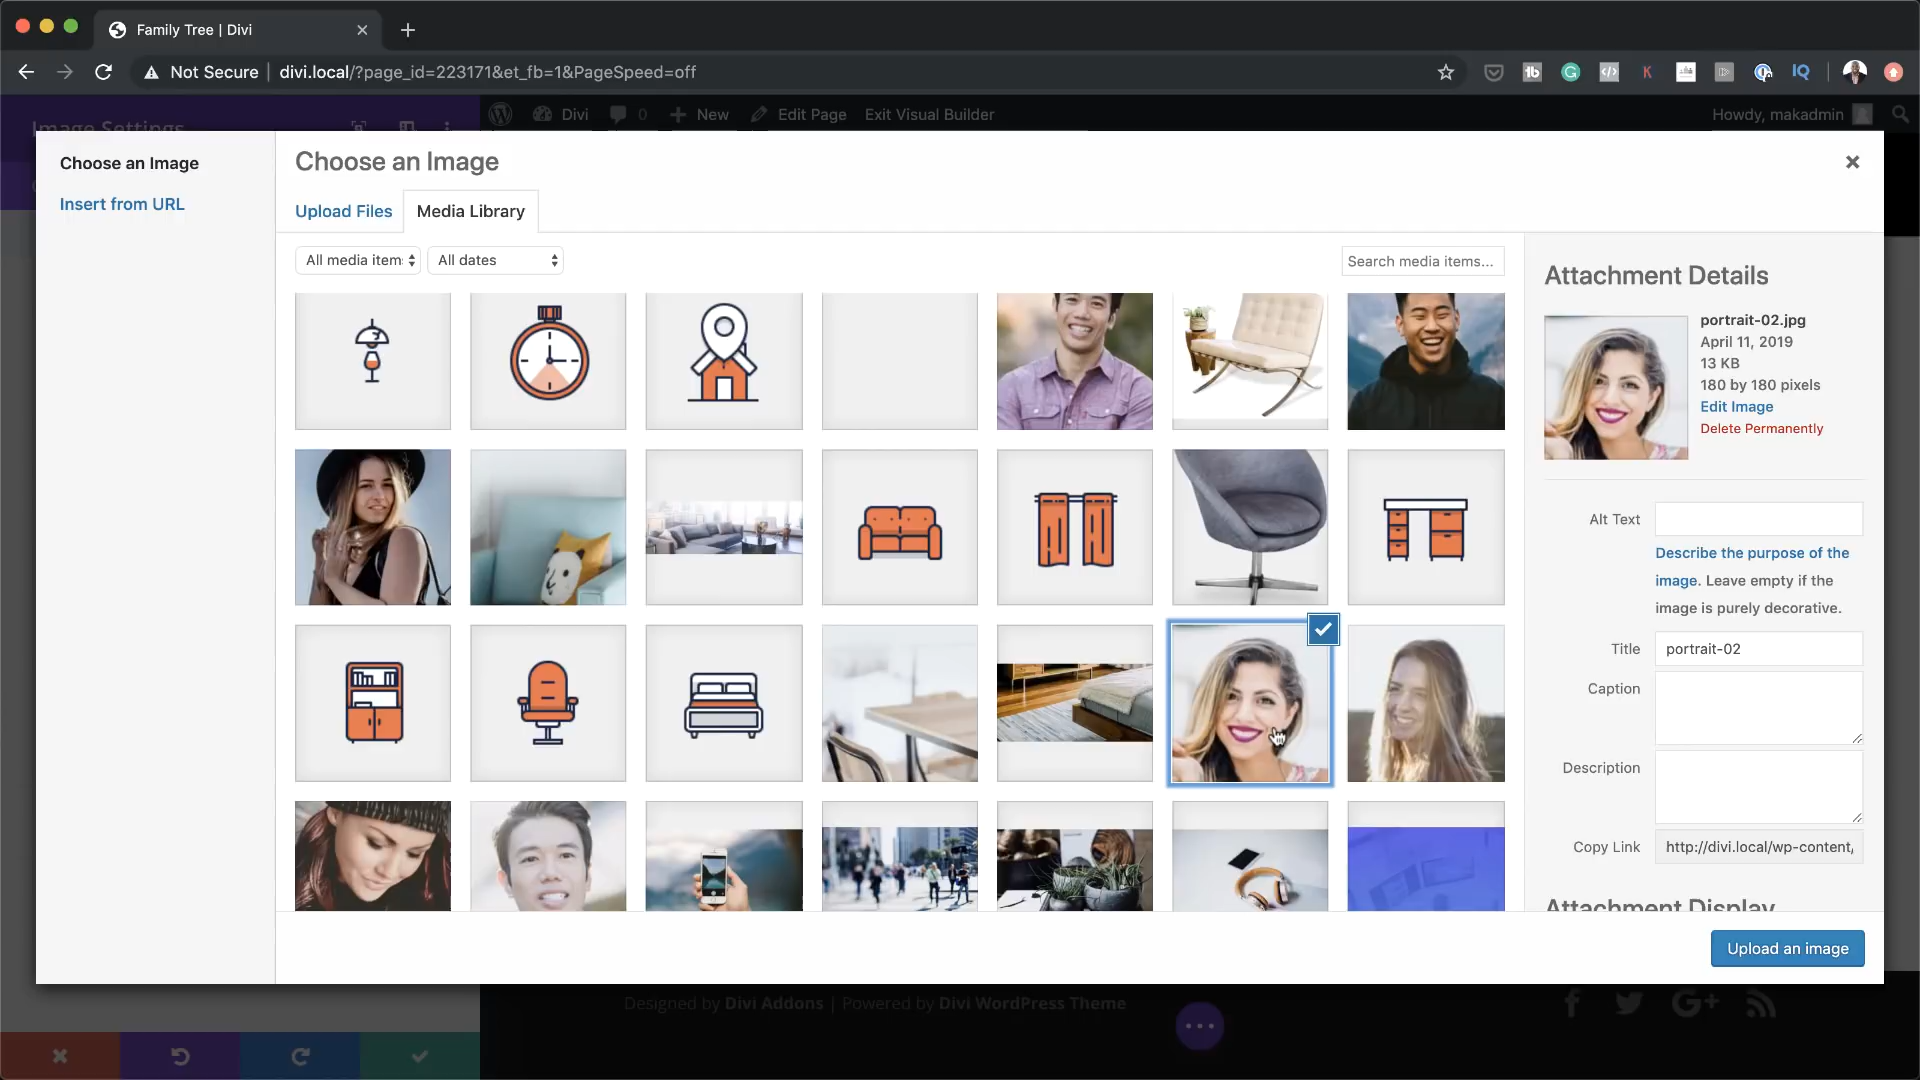 Family Tree | Divi
Not Secure
divi.local/?page_id=223171&et_fb=1&PageSpeed=off
Image Settings
Divi
0
New
Edit Page
Exit Visual Builder
Howdy, makadmin
Choose an Image
Insert from URL
Choose an Image
Upload Files
Media Library
All media item
All dates
Search media items...
Attachment Details
portrait-02.jpg
April 11, 2019
13 KB
180 by 180 pixels
Edit Image
Delete Permanently
Alt Text
Describe the purpose of the
image. Leave empty if the
image is purely decorative.
Title
portrait-02
Caption
Description
Copy Link
http://divi.local/wp-content,
Attachment Display
Upload an image
Designed by Divi Addons | Powered by Divi WordPress Theme